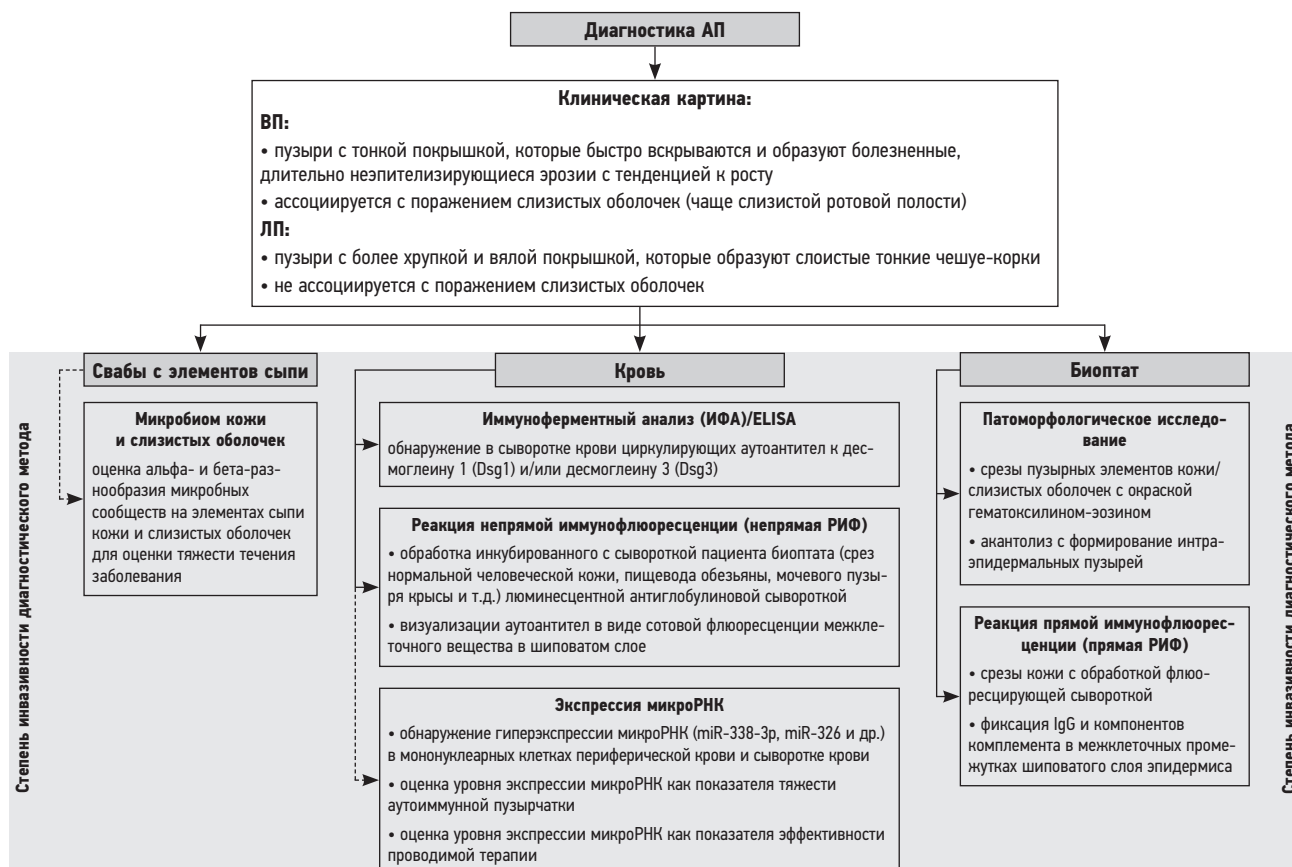 Диагностика АП
Клиническая картина:
ВП:
• пузыри с тонкой покрышкой, которые быстро вскрываются и образуют болезненные,
длительно неэпителизирующиеся эрозии с тенденцией к росту
• ассоциируется с поражением слизистых оболочек (чаще слизистой ротовой полости)
ЛП:
• пузыри с более хрупкой и вялой покрышкой, которые образуют слоистые тонкие чешуе-корки
• не ассоциируется с поражением слизистых оболочек
Степень инвазивности диагностического метода
Свабы с элементов сыпи
Микробиом кожи
и слизистых оболочек
оценка альфа- и бета-раз-
нообразия микробных
сообществ на элементах сыпи
кожи и слизистых оболочек
для оценки тяжести течения
заболевания
Кровь
Иммуноферментный анализ (ИФА)/ELISA
обнаружение в сыворотке крови циркулирующих аутоантител к дес-
моглеину 1 (Dsg1) и/или десмоглеину 3 (Dsg3)
Реакция непрямой иммунофлюоресценции (непрямая РИФ)
• обработка инкубированного с сывороткой пациента биоптата (срез
нормальной человеческой кожи, пищевода обезьяны, мочевого пузы-
ря крысы и т.д.) люминесцентной антиглобулиновой сывороткой
• визуализации аутоантител в виде сотовой флюоресценции межкле-
точного вещества в шиповатом слое
Экспрессия микроРНК
• обнаружение гиперэкспрессии микроРНК (miR-338-3p, miR-326 и др.)
в мононуклеарных клетках периферической крови и сыворотке крови
• оценка уровня экспрессии микроРНК как показателя тяжести
аутоиммунной пузырчатки
• оценка уровня экспрессии микроРНК как показателя эффективности
проводимой терапии
Биоптат
Патоморфологическое исследо-
вание
• срезы пузырных элементов кожи/
слизистых оболочек с окраской
гематоксилином-эозином
• акантолиз с формирование интра-
эпидермальных пузырей
Реакция прямой иммунофлюорес-
ценции (прямая РИФ)
• срезы кожи с обработкой флюо-
ресцирующей сывороткой
• фиксация IgG и компонентов
комплемента в межклеточных проме-
жутках шиповатого слоя эпидермиса
Степень инвазивности диагностического метода